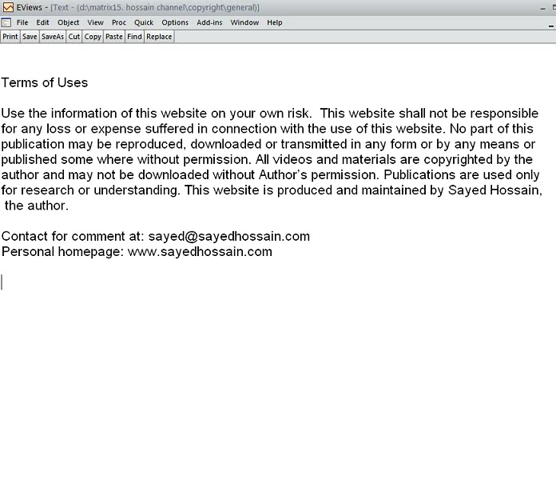 EViews - [Text - (d:\matrix15. hossain channel\copyright\general)]
File Edit Object View Proc Quick Options Add-ins Window Help
Print Save SaveAs Cut Copy Paste Find Replace
Terms of Uses
Use the information of this website on your own risk.  This website shall not be responsible
for any loss or expense suffered in connection with the use of this website. No part of this
publication may be reproduced, downloaded or transmitted in any form or by any means or
published some where without permission. All videos and materials are copyrighted by the
author and may not be downloaded without Author's permission. Publications are used only
for research or understanding. This website is produced and maintained by Sayed Hossain,
the author.
Contact for comment at: sayed@sayedhossain.com
Personal homepage: www.sayedhossain.com